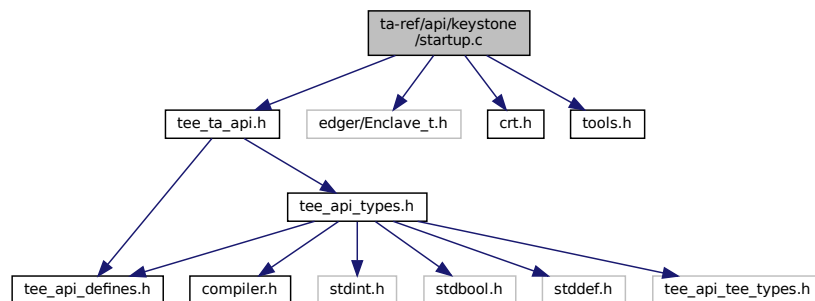 ta-ref/api/keystone
/startup.c
tee_ta_api.h
edger/Enclave_t.h
crt.h
tools.h
tee_api_types.h
tee_api_defines.h
compiler.h
stdint.h
stdbool.h
stddef.h
tee_api_tee_types.h